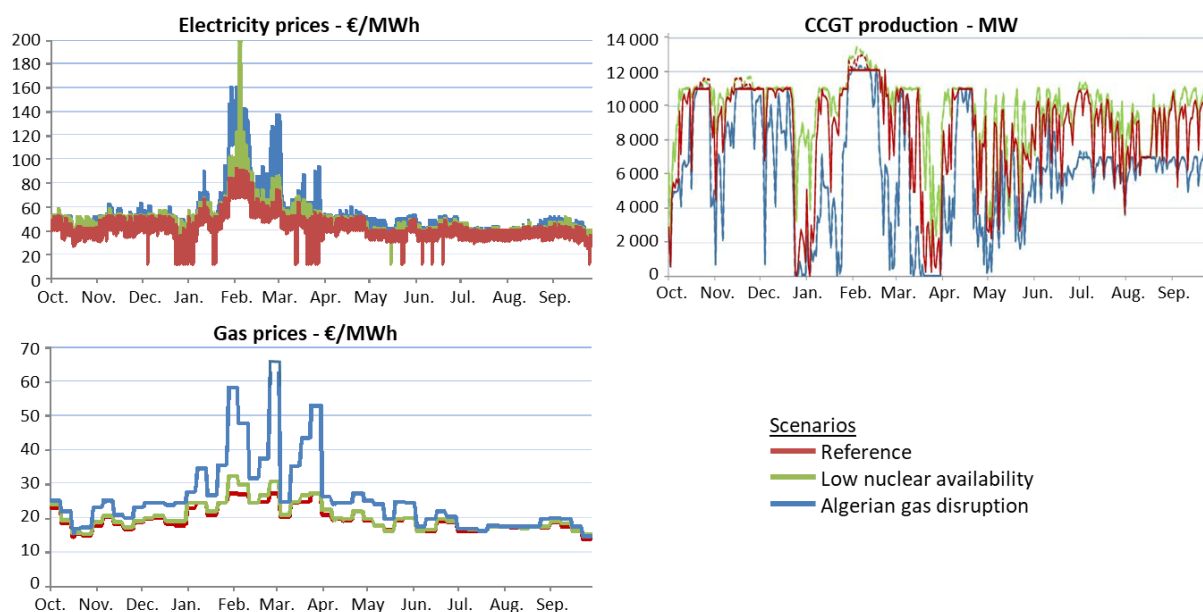 Electricity prices - €/MWh
200
180
160
140
120
100
80
60
40
20
0
Oct. Nov. Dec. Jan. Feb. Mar. Apr. May Jun. Jul. Aug. Sep.
CCGT production - MW
14 000
12 000
10 000
8 000
6 000
4 000
2 000
0
Oct. Nov. Dec. Jan. Feb. Mar. Apr. May Jun. Jul. Aug. Sep.
Gas prices - €/MWh
70
60
50
40
30
20
10
0
Oct. Nov. Dec. Jan. Feb. Mar. Apr. May Jun. Jul. Aug. Sep.
Scenarios
Reference
Low nuclear availability
Algerian gas disruption